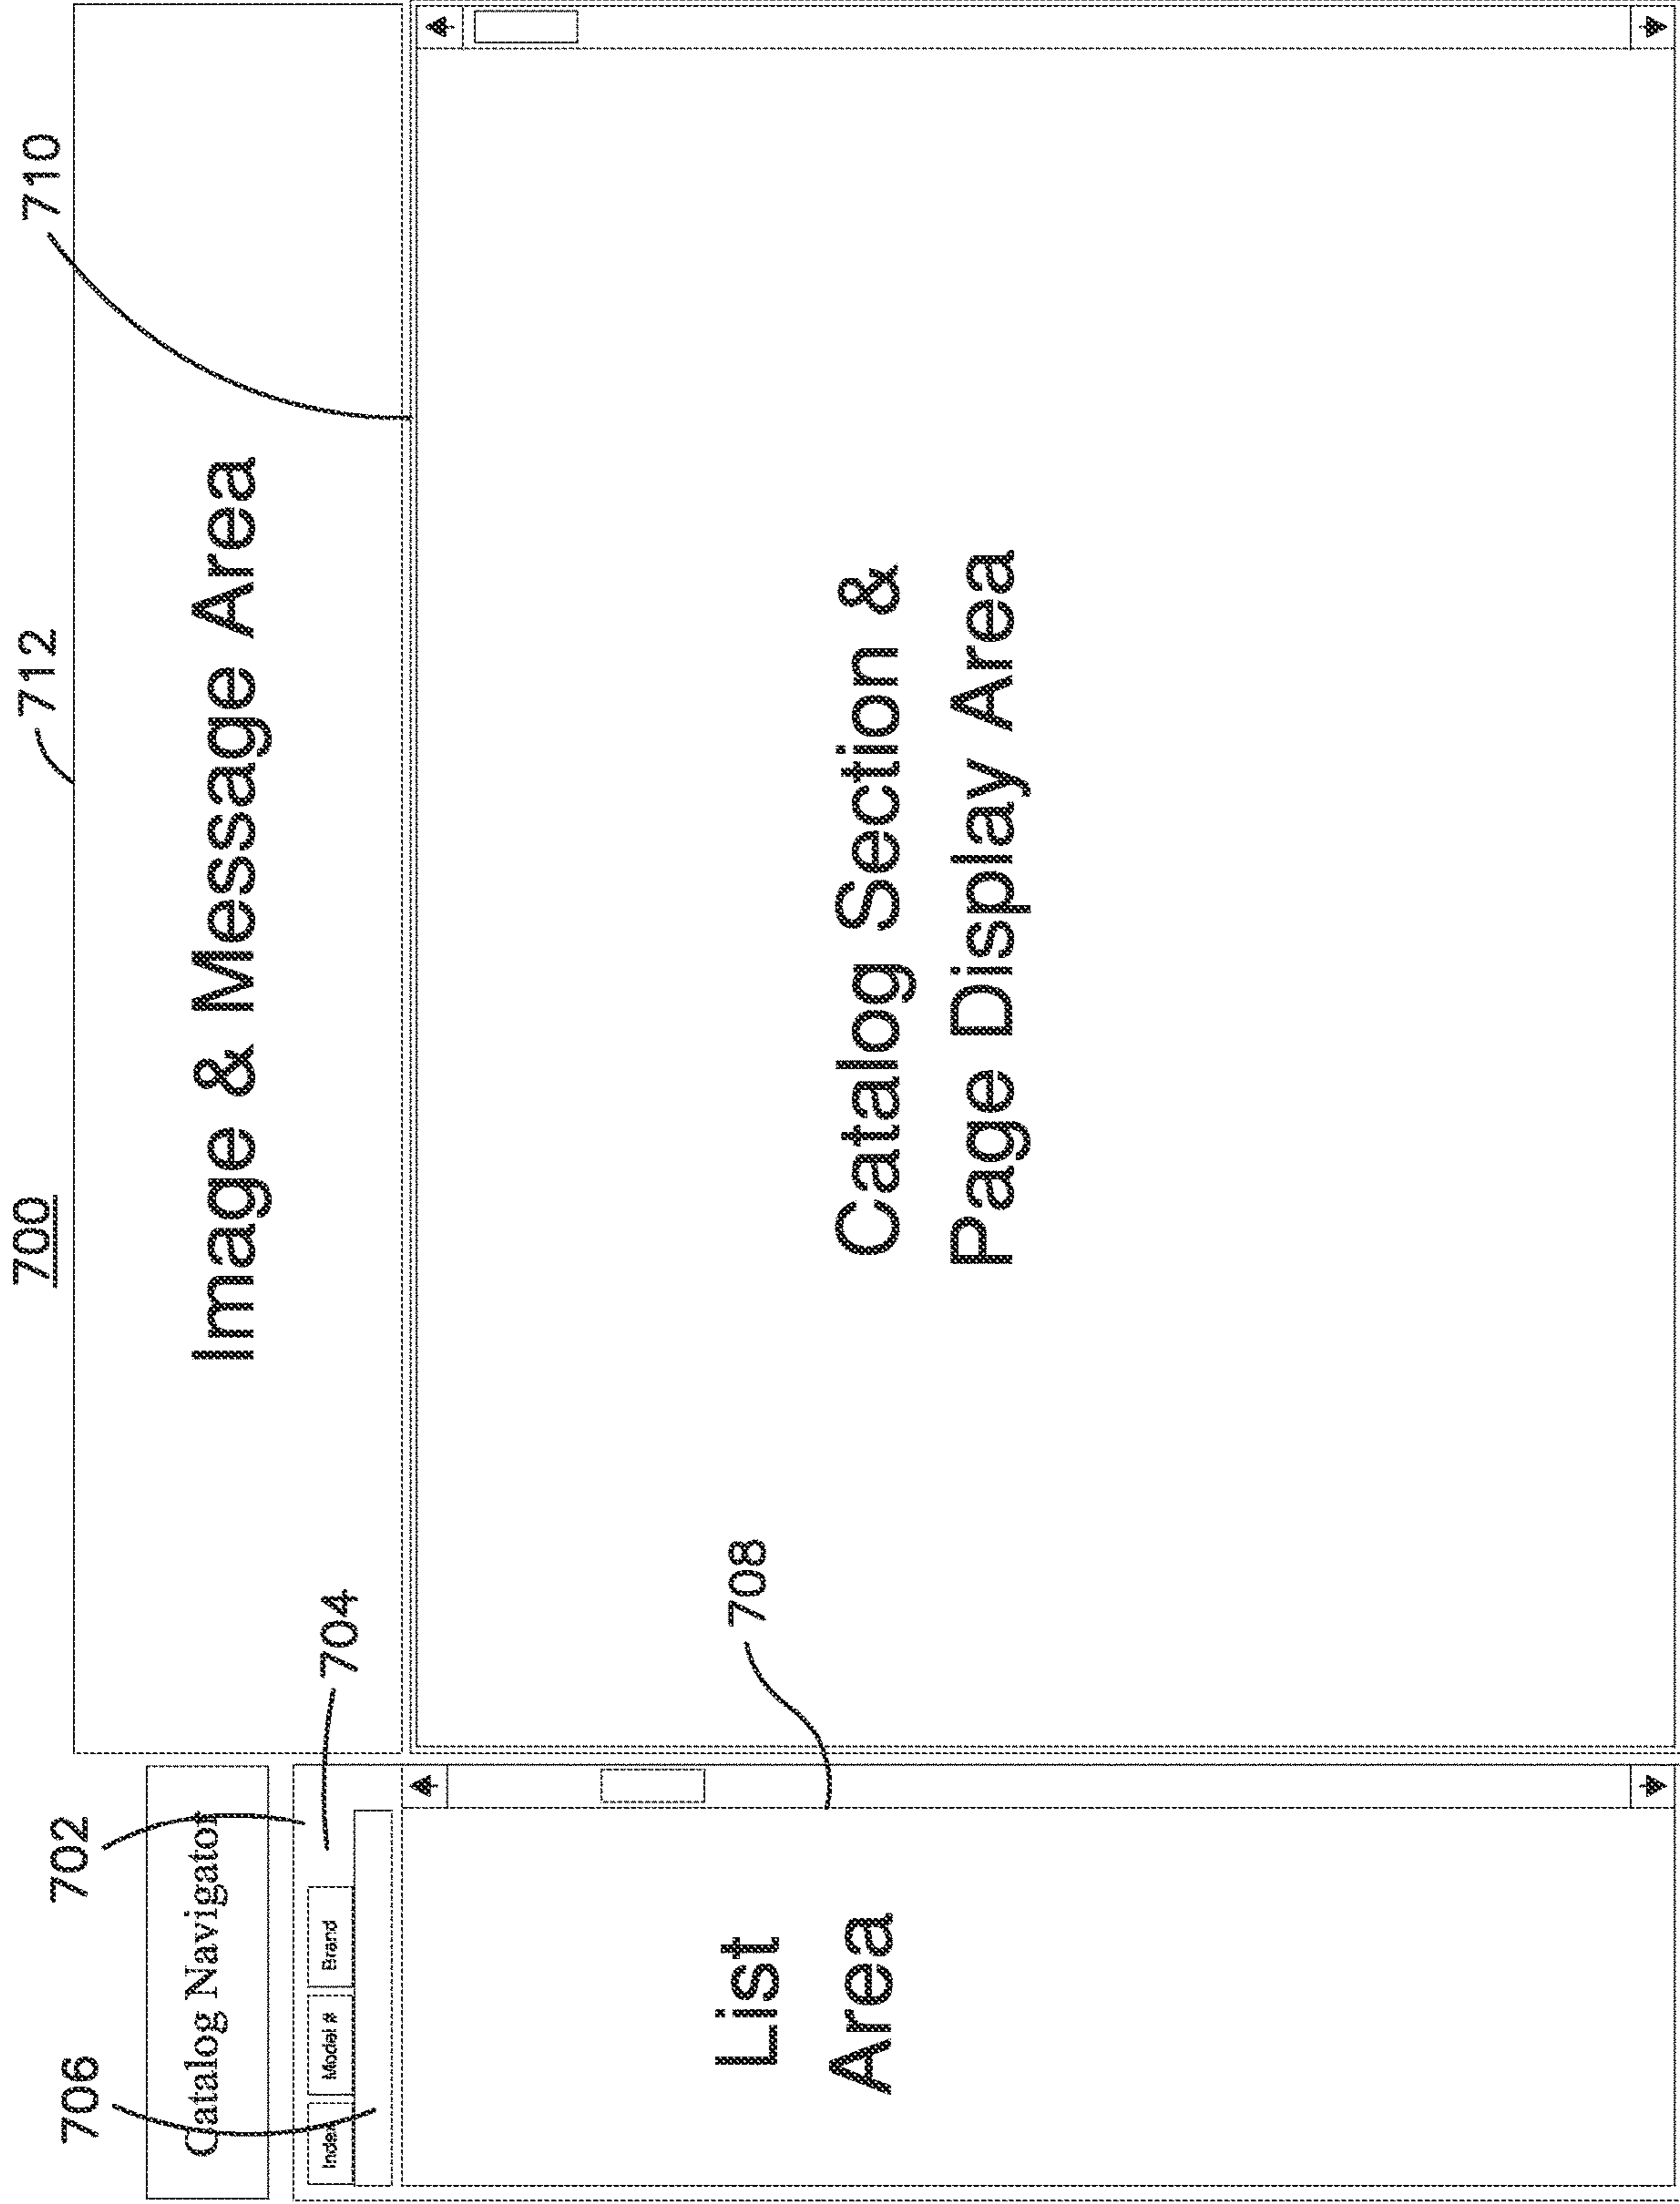 700
712
710
Image & Message Area
702
706
Catalog Navigator
704
Index
Model #
Brand
708
List
Area
Catalog Section &
Page Display Area